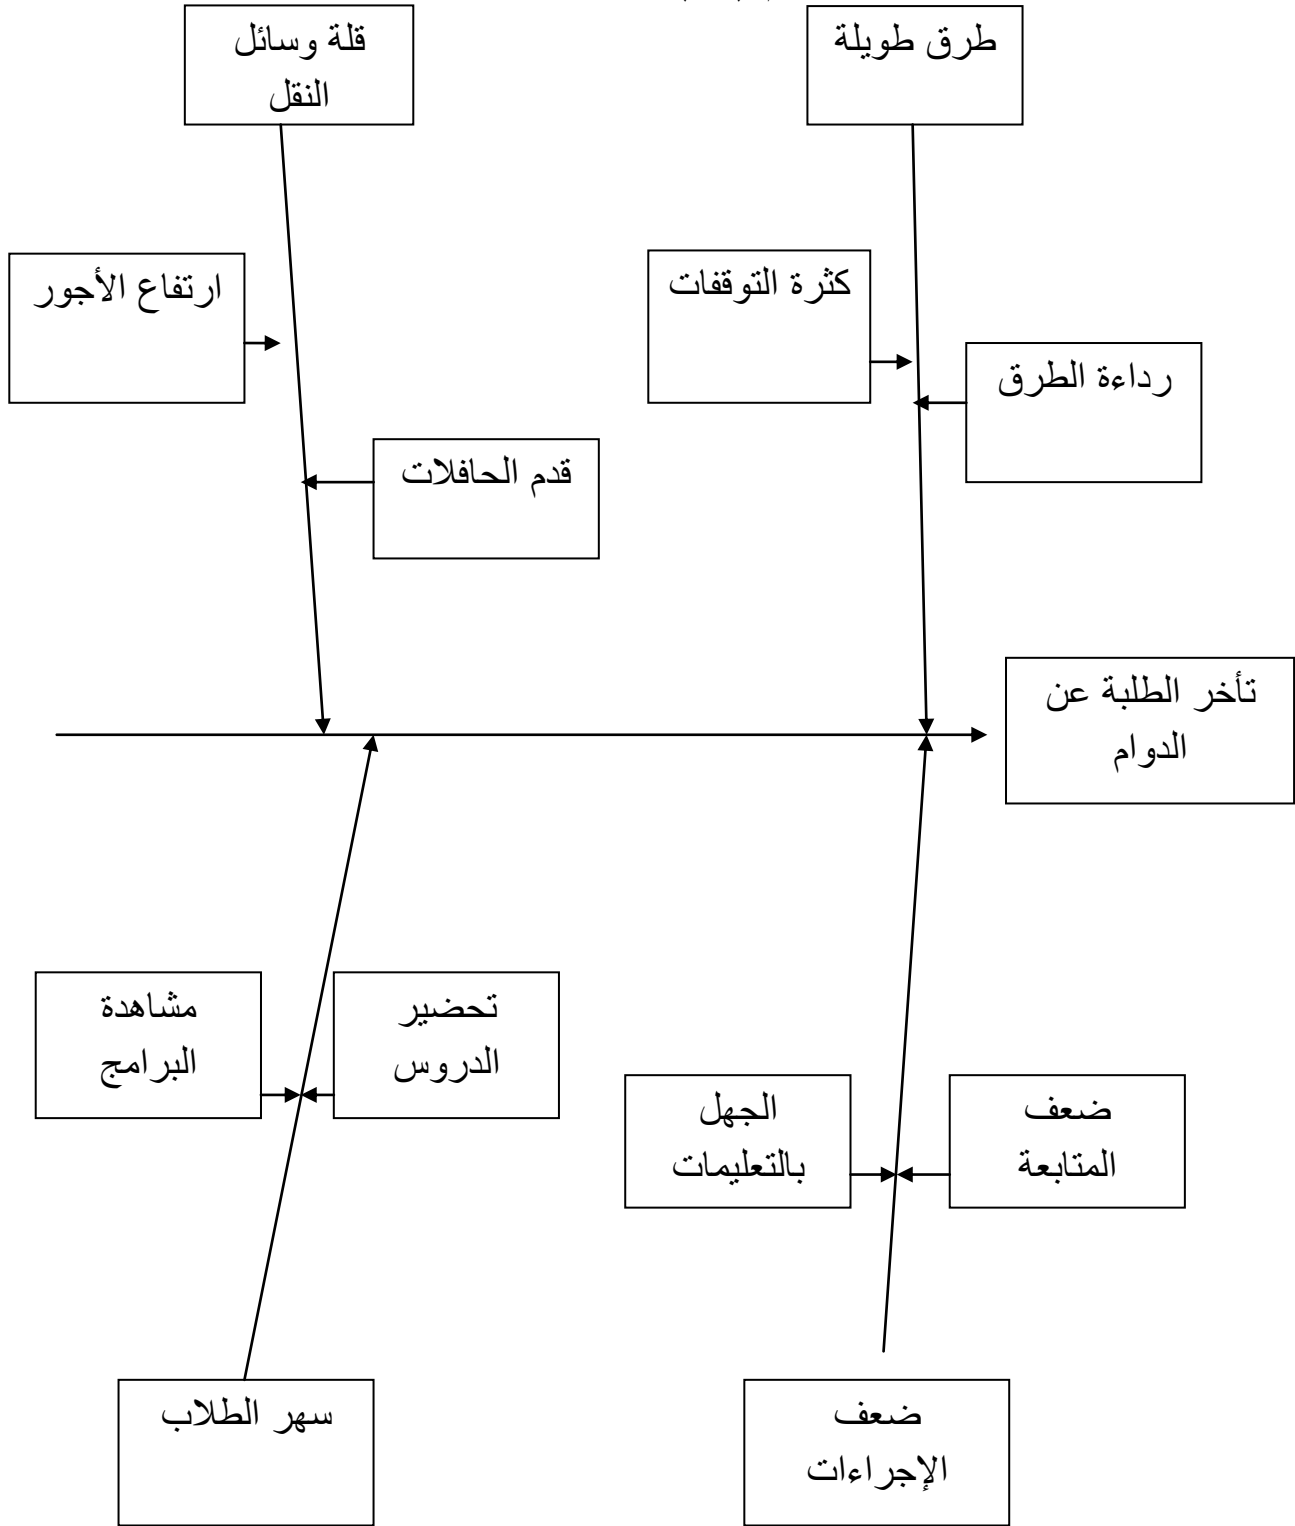 طرق طويلة
قلة وسائل
النقل
كثرة التوقفات
ارتفاع الأجور
رداءة الطرق
قدم الحافلات
تأخر الطلبة عن
الدوام
تحضير
الدروس
مشاهدة
البرامج
ضعف
المتابعة
الجهل
بالتعليمات
ضعف
الإجراءات
سهر الطلاب